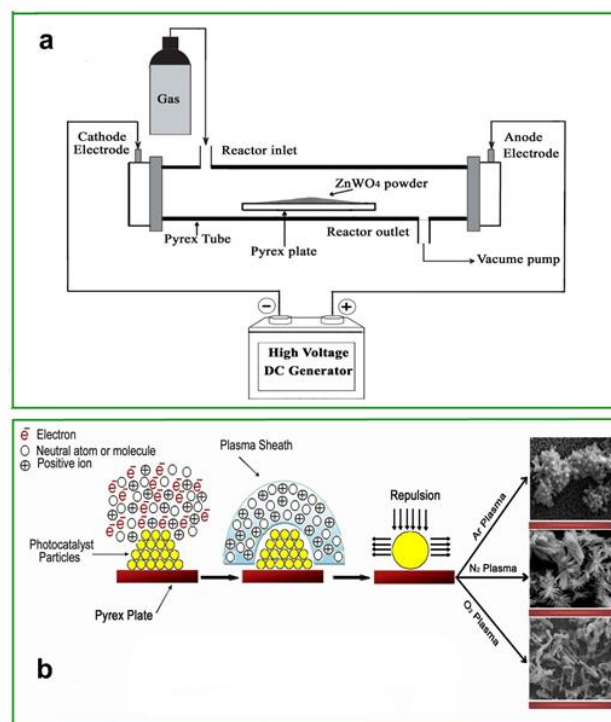 a
Gas
Cathode
Electrode
Reactor inlet
Anode
Electrode
ZnWO₄ powder
Pyrex Tube
Pyrex plate
Reactor outlet
Vacume pump
−
+
High Voltage
DC Generator
e⁻ Electron
Neutral atom or molecule
+ Positive ion
Plasma Sheath
Repulsion
Photocatalyst
Particles
Pyrex Plate
Ar Plasma
N₂ Plasma
O₂ Plasma
b